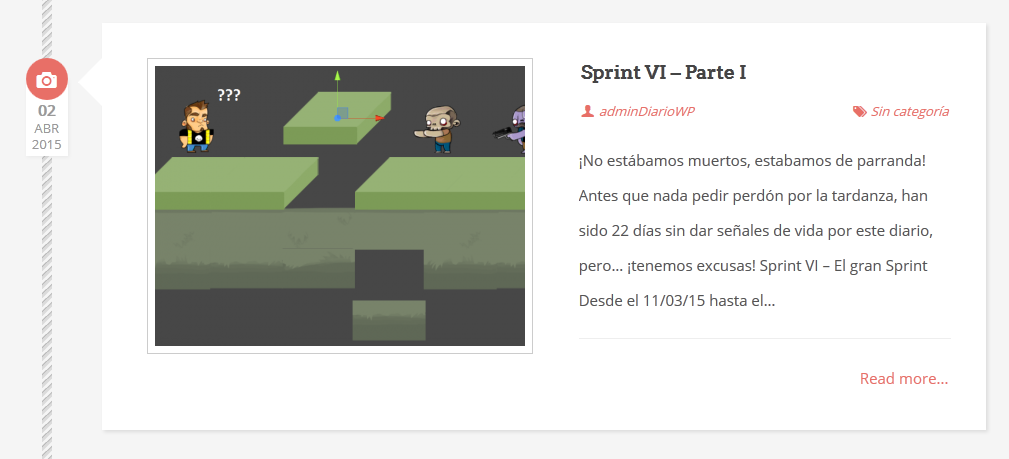 02
ABR
2015
???
Sprint VI – Parte I
adminDiarioWP
Sin categoría
¡No estábamos muertos, estabamos de parranda!
Antes que nada pedir perdón por la tardanza, han
sido 22 días sin dar señales de vida por este diario,
pero… ¡tenemos excusas! Sprint VI – El gran Sprint
Desde el 11/03/15 hasta el…
Read more...